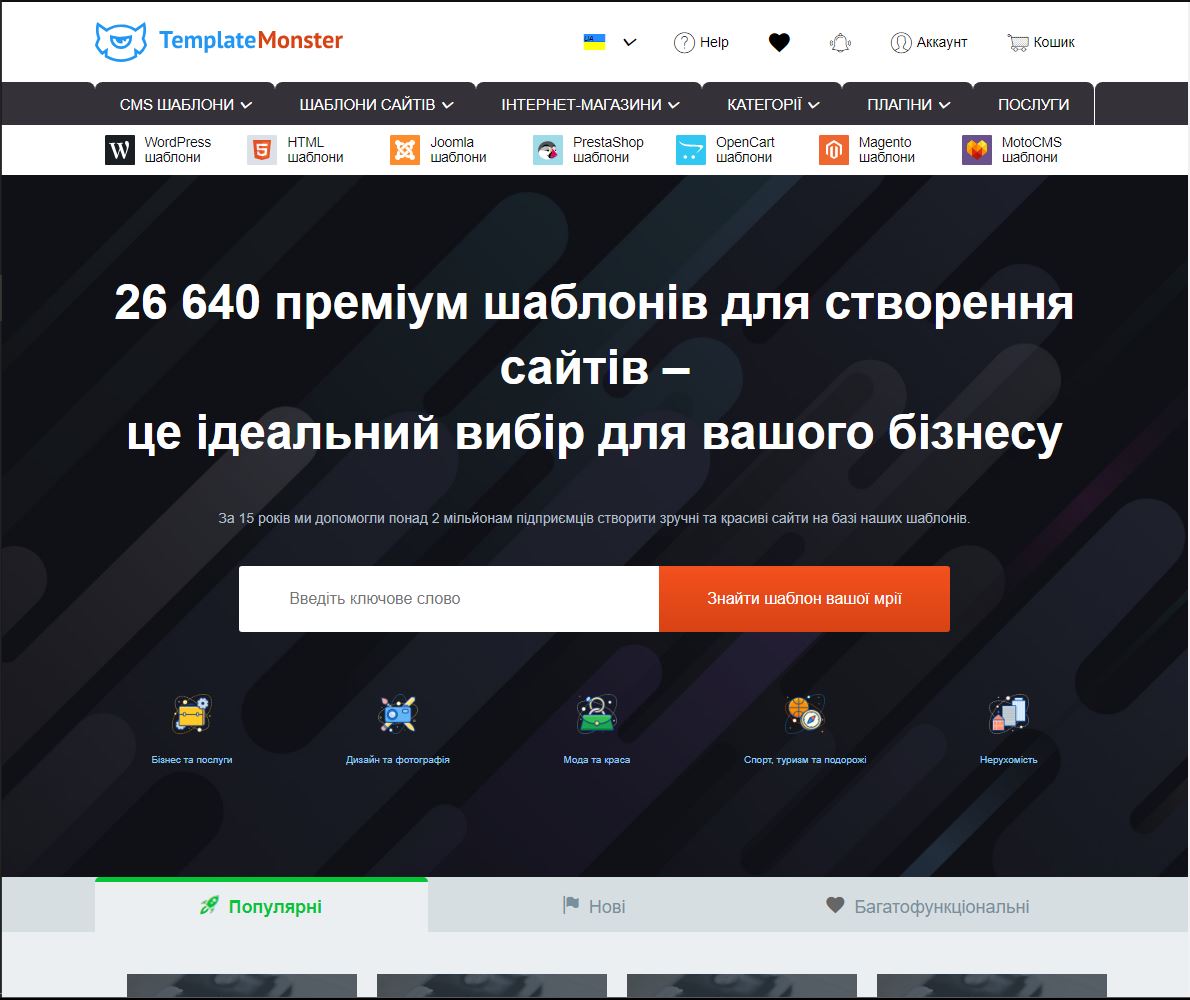 TemplateMonster
UA
Help
Аккаунт
Кошик
CMS ШАБЛОНИ
ШАБЛОНИ САЙТІВ
ІНТЕРНЕТ-МАГАЗИНИ
КАТЕГОРІЇ
ПЛАГІНИ
ПОСЛУГИ
WordPress
шаблони
HTML
шаблони
Joomla
шаблони
PrestaShop
шаблони
OpenCart
шаблони
Magento
шаблони
MotoCMS
шаблони
26 640 преміум шаблонів для створення
сайтів –
це ідеальний вибір для вашого бізнесу
За 15 років ми допомогли понад 2 мільйонам підприємців створити зручні та красиві сайти на базі наших шаблонів.
Введіть ключове слово
Знайти шаблон вашої мрії
Бізнес та послуги
Дизайн та фотографія
Мода та краса
Спорт, туризм та подорожі
Нерухомість
Популярні
Нові
Багатофункціональні